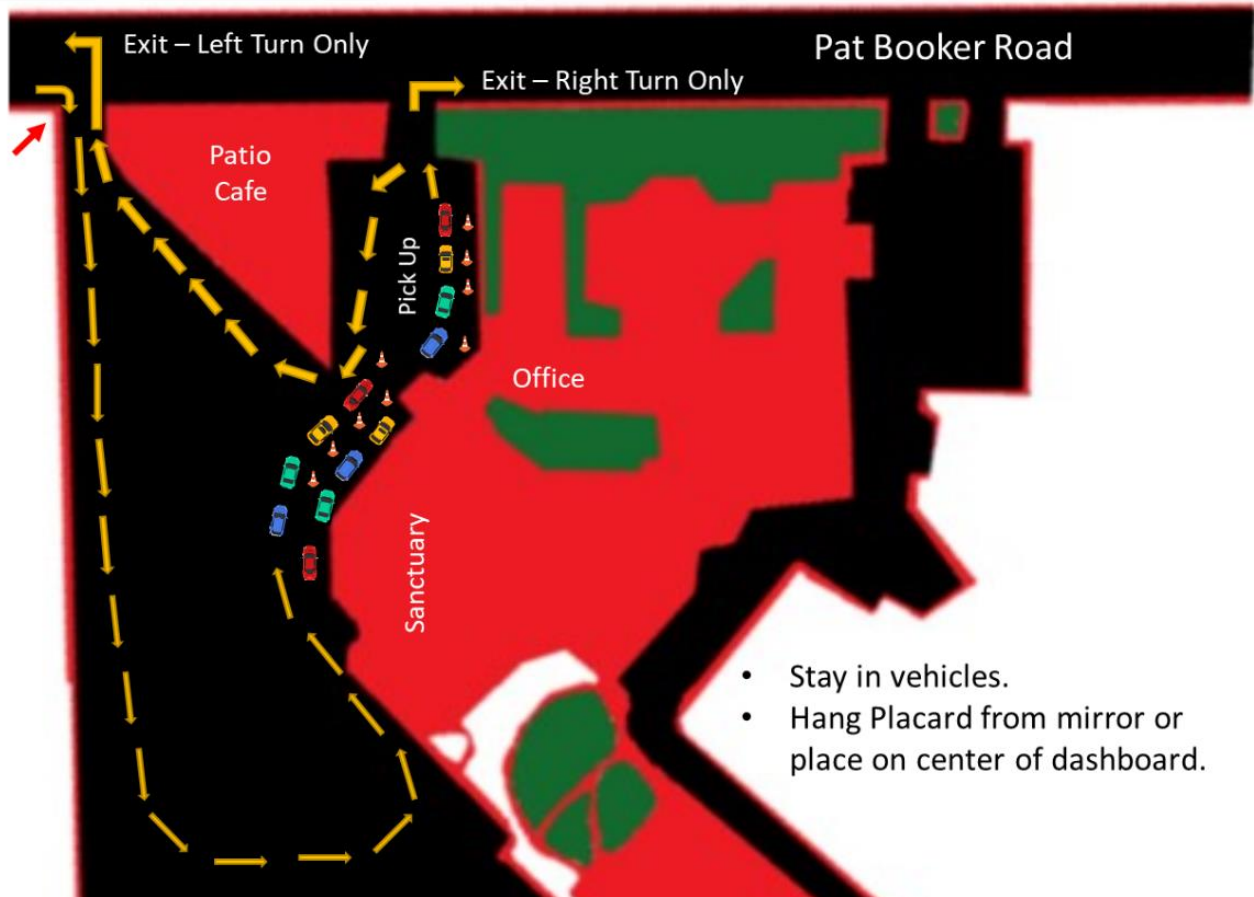 Exit – Left Turn Only
Pat Booker Road
Exit – Right Turn Only
Patio
Cafe
Pick Up
Office
Sanctuary
• Stay in vehicles.
• Hang Placard from mirror or
place on center of dashboard.